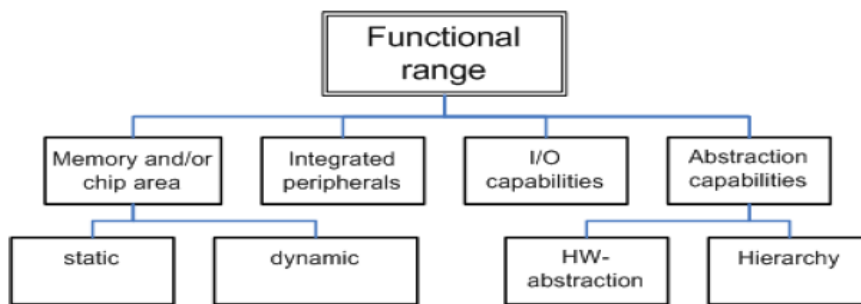 Functional
range
Memory and/or
chip area
Integrated
peripherals
I/O
capabilities
Abstraction
capabilities
static
dynamic
HW-
abstraction
Hierarchy